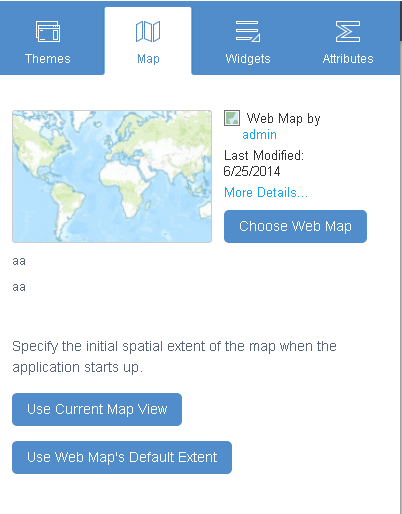 Themes
Map
Widgets
Attributes
Web Map by
admin
Last Modified:
6/25/2014
More Details...
Choose Web Map
aa
aa
Specify the initial spatial extent of the map when the
application starts up.
Use Current Map View
Use Web Map's Default Extent